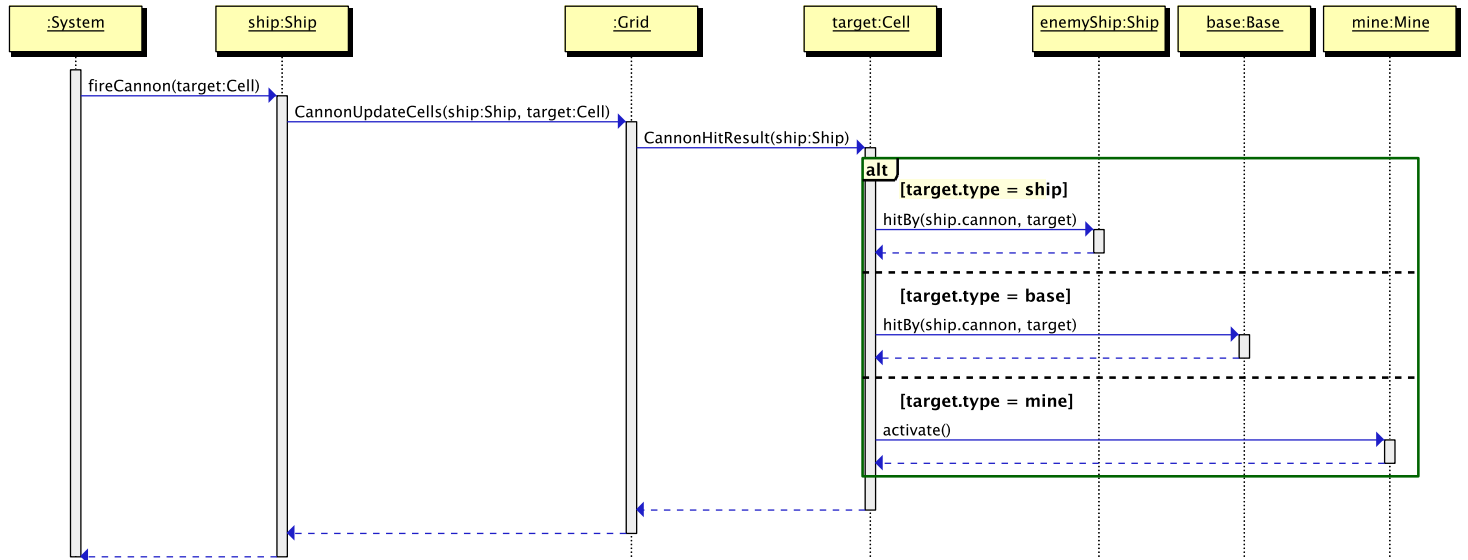 :System
ship:Ship
:Grid
target:Cell
enemyShip:Ship
base:Base
mine:Mine
fireCannon(target:Cell)
CannonUpdateCells(ship:Ship, target:Cell)
CannonHitResult(ship:Ship)
alt
[target.type = ship]
hitBy(ship.cannon, target)
[target.type = base]
hitBy(ship.cannon, target)
[target.type = mine]
activate()